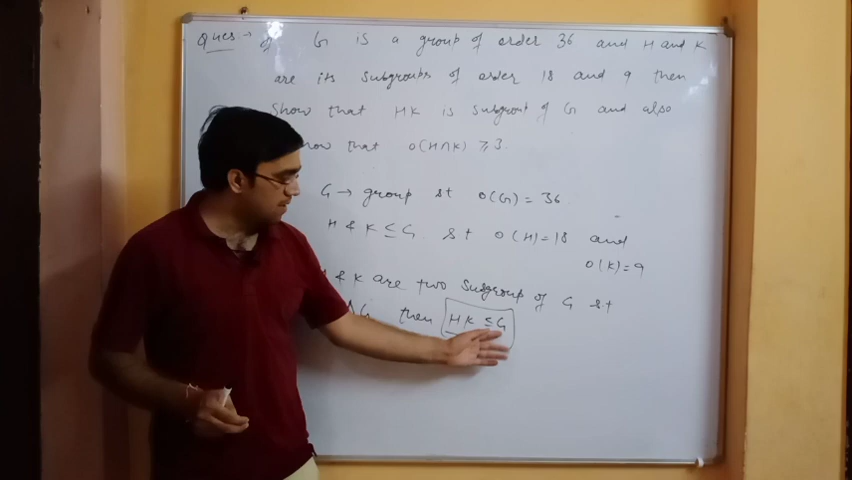 Ques → If G is a group of order 36 and H and K
are its subgroups of order 18 and 9 then
Show that HK is subgroup of G and also
that o(H∩K) ≥ 3.
G → group st o(G) = 36
H & K ≤ G st o(H) = 18 and
o(K) = 9
& K are two subgroup of G st
G then HK ≤ G